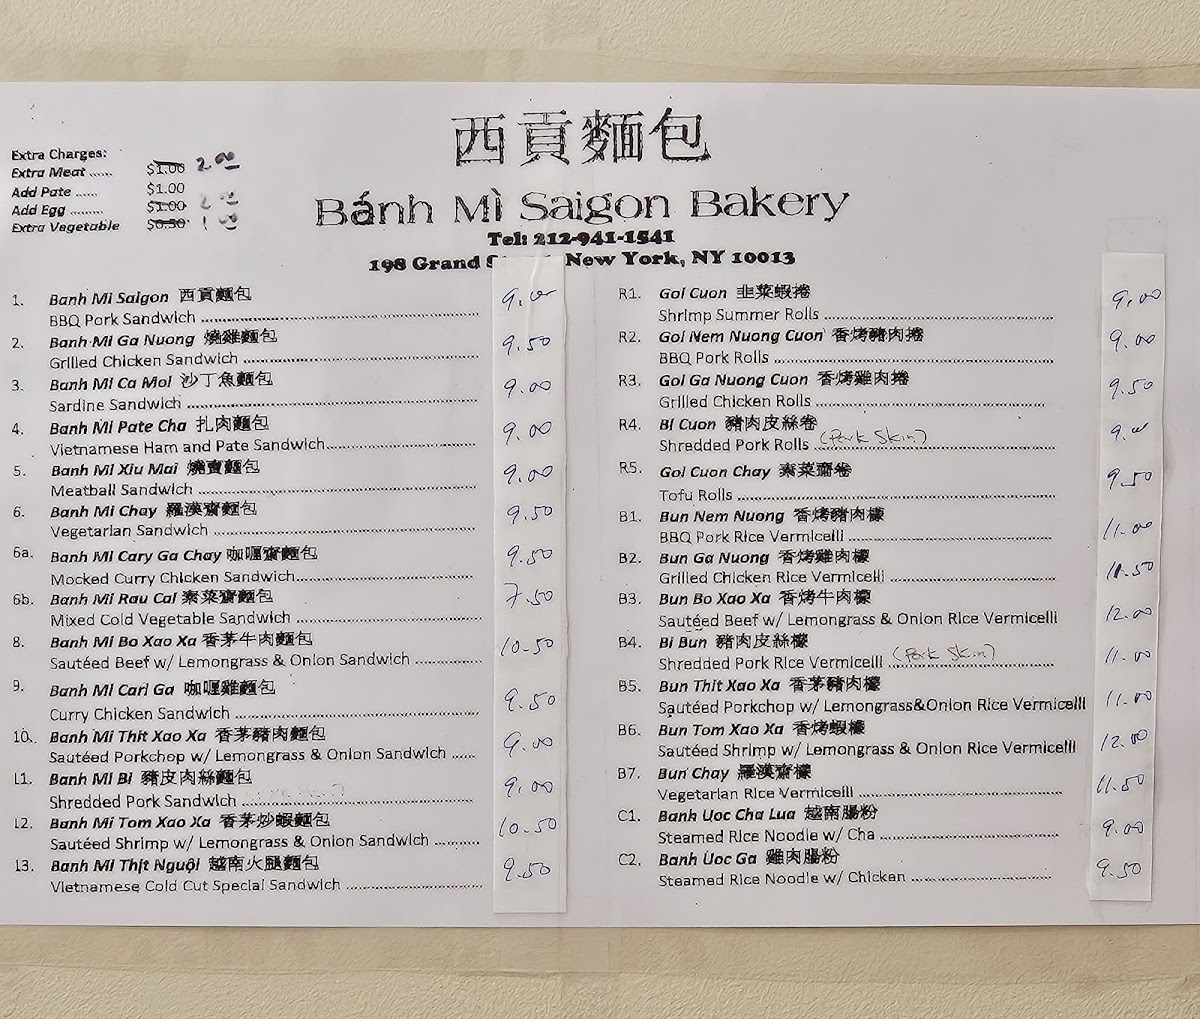 西貢麵包
Bánh Mì Saigon Bakery
Tel: 212-941-1541
198 Grand New York, NY 10013
Extra Charges:
Extra Meat ...... $1.00 2.00
Add Pate ...... $1.00
Add Egg ......... $1.00 2
Extra Vegetable $0.50 1
1. Banh Mi Saigon 西貢麵包
BBQ Pork Sandwich 9.00
2. Banh Mi Ga Nuong 燒雞麵包
Grilled Chicken Sandwich 9.50
3. Banh Mi Ca Moi 沙丁魚麵包
Sardine Sandwich 9.00
4. Banh Mi Pate Cha 扎肉麵包
Vietnamese Ham and Pate Sandwich 9.00
5. Banh Mi Xiu Mai 燒賣麵包
Meatball Sandwich 9.00
6. Banh Mi Chay 羅漢齋麵包
Vegetarian Sandwich 9.50
6a. Banh Mi Cary Ga Chay 咖喱齋麵包
Mocked Curry Chicken Sandwich 9.50
6b. Banh Mi Rau Cai 素菜齋麵包
Mixed Cold Vegetable Sandwich 7.50
8. Banh Mi Bo Xao Xa 香茅牛肉麵包
Sautéed Beef w/ Lemongrass & Onion Sandwich 10.50
9. Banh Mi Cari Ga 咖喱雞麵包
Curry Chicken Sandwich 9.50
10. Banh Mi Thit Xao Xa 香茅豬肉麵包
Sautéed Porkchop w/ Lemongrass & Onion Sandwich 9.00
11. Banh Mi Bi 豬皮肉絲麵包
Shredded Pork Sandwich 9.00
12. Banh Mi Tom Xao Xa 香茅炒蝦麵包
Sautéed Shrimp w/ Lemongrass & Onion Sandwich 10.50
13. Banh Mi Thịt Nguội 越南火腿麵包
Vietnamese Cold Cut Special Sandwich 9.50
R1. Goi Cuon 韭菜蝦捲
Shrimp Summer Rolls 9.00
R2. Goi Nem Nuong Cuon 香烤豬肉捲
BBQ Pork Rolls 9.00
R3. Goi Ga Nuong Cuon 香烤雞肉捲
Grilled Chicken Rolls 9.50
R4. Bi Cuon 豬肉皮絲卷
Shredded Pork Rolls (Pork Skin) 9.00
R5. Goi Cuon Chay 素菜齋卷
Tofu Rolls 9.50
B1. Bun Nem Nuong 香烤豬肉檬
BBQ Pork Rice Vermicelli 11.00
B2. Bun Ga Nuong 香烤雞肉檬
Grilled Chicken Rice Vermicelli 11.50
B3. Bun Bo Xao Xa 香烤牛肉檬
Sautéed Beef w/ Lemongrass & Onion Rice Vermicelli 12.00
B4. Bi Bun 豬肉皮絲檬
Shredded Pork Rice Vermicelli (Pork Skin) 11.00
B5. Bun Thit Xao Xa 香茅豬肉檬
Sautéed Porkchop w/ Lemongrass&Onion Rice Vermicelli 11.00
B6. Bun Tom Xao Xa 香烤蝦檬
Sautéed Shrimp w/ Lemongrass & Onion Rice Vermicelli 12.00
B7. Bun Chay 羅漢齋檬
Vegetarian Rice Vermicelli 11.50
C1. Banh Uoc Cha Lua 越南腸粉
Steamed Rice Noodle w/ Cha 9.00
C2. Banh Uoc Ga 雞肉腸粉
Steamed Rice Noodle w/ Chicken 9.50